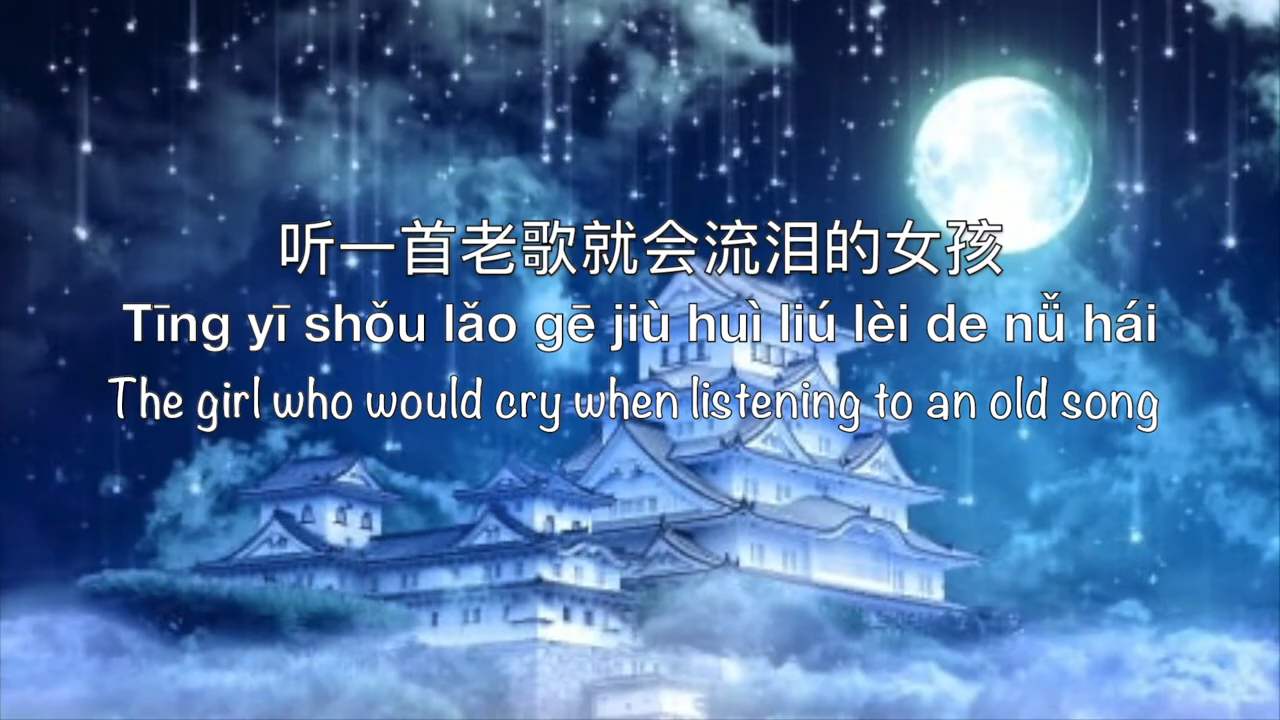 听一首老歌就会流泪的女孩
Tīng yī shǒu lǎo gē jiù huì liú lèi de nǚ hái
The girl who would cry when listening to an old song